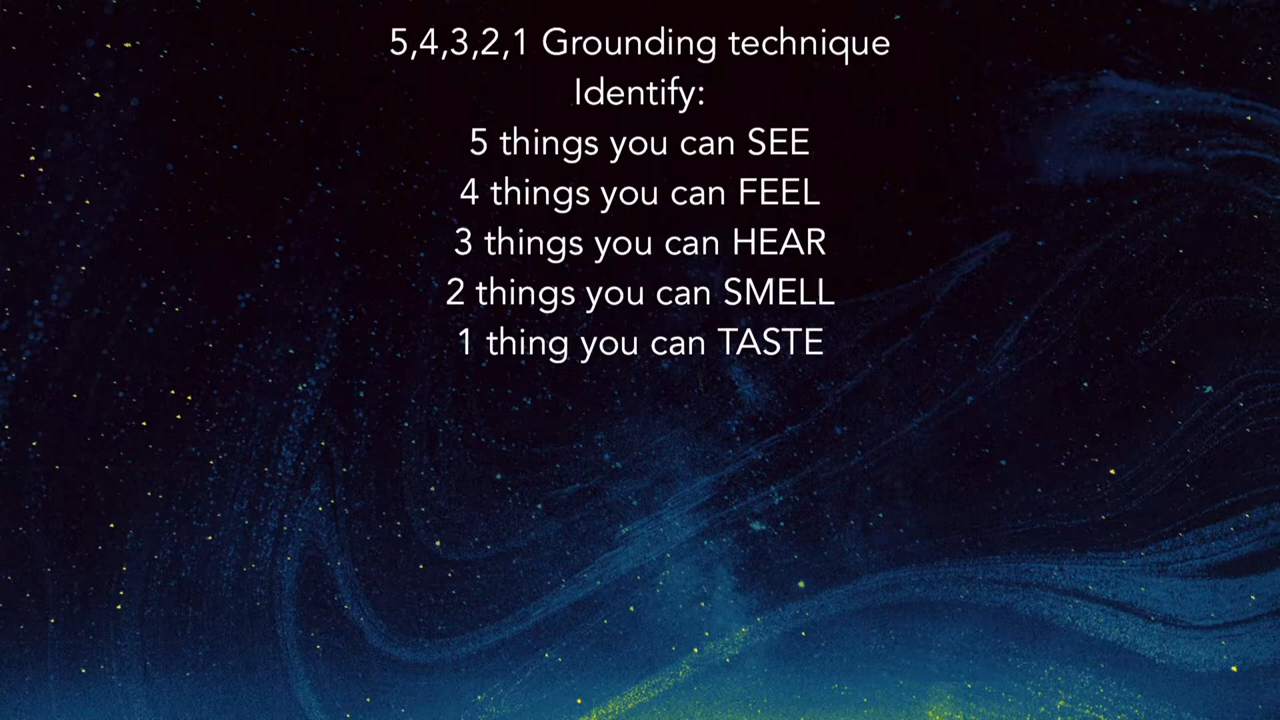 5,4,3,2,1 Grounding technique
Identify:
5 things you can SEE
4 things you can FEEL
3 things you can HEAR
2 things you can SMELL
1 thing you can TASTE